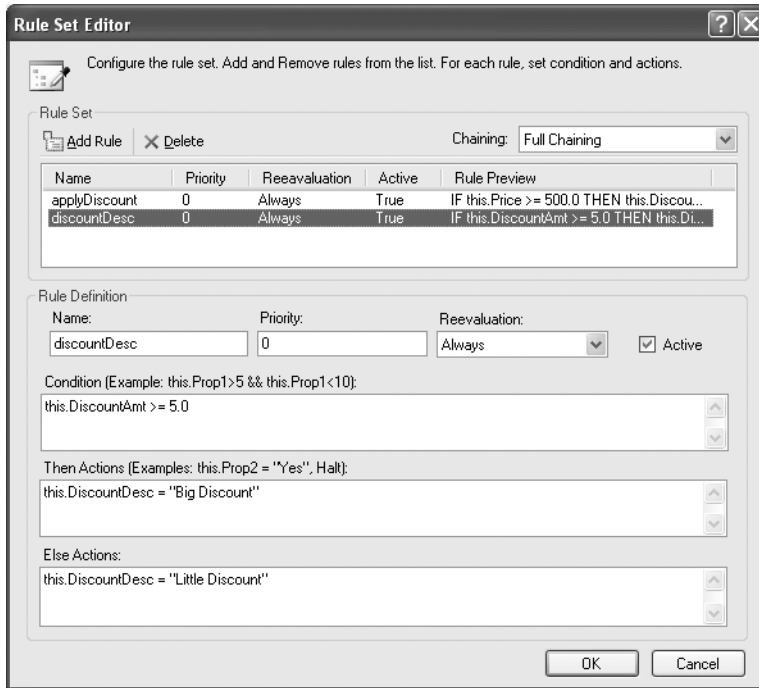 Rule Set Editor
Configure the rule set. Add and Remove rules from the list. For each rule, set condition and actions.
Rule Set
Add Rule Delete Chaining: Full Chaining
Name Priority Reeavaluation Active Rule Preview
applyDiscount 0 Always True IF this.Price >= 500.0 THEN this.Discou...
discountDesc 0 Always True IF this.DiscountAmt >= 5.0 THEN this.Di...
Rule Definition
Name: Priority: Reevaluation:
discountDesc 0 Always Active
Condition (Example: this.Prop1>5 && this.Prop1<10):
this.DiscountAmt >= 5.0
Then Actions (Examples: this.Prop2 = "Yes", Halt):
this.DiscountDesc = "Big Discount"
Else Actions:
this.DiscountDesc = "Little Discount"
OK Cancel